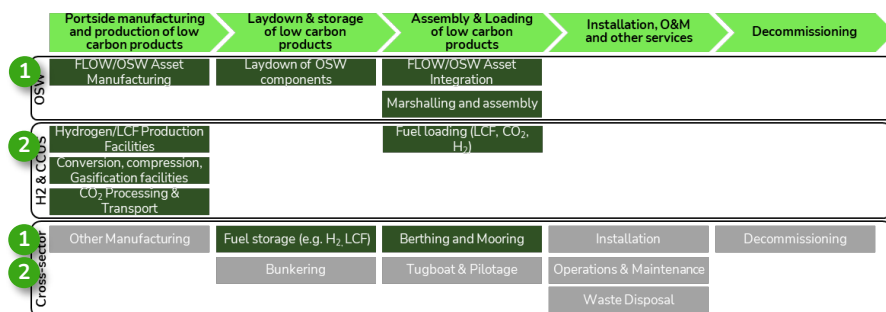 Portside manufacturing
and production of low
carbon products
Laydown & storage
of low carbon
products
Assembly & Loading
of low carbon
products
Installation, O&M
and other services
Decommissioning
1
OSW
FLOW/OSW Asset
Manufacturing
Laydown of OSW
components
FLOW/OSW Asset
Integration
Marshalling and assembly
2
H2 & CCUS
Hydrogen/LCF Production
Facilities
Fuel loading (LCF, CO₂,
H₂)
Conversion, compression,
Gasification facilities
CO₂ Processing &
Transport
1
2
Cross-sector
Other Manufacturing
Fuel storage (e.g. H₂, LCF)
Berthing and Mooring
Installation
Decommissioning
Bunkering
Tugboat & Pilotage
Operations & Maintenance
Waste Disposal